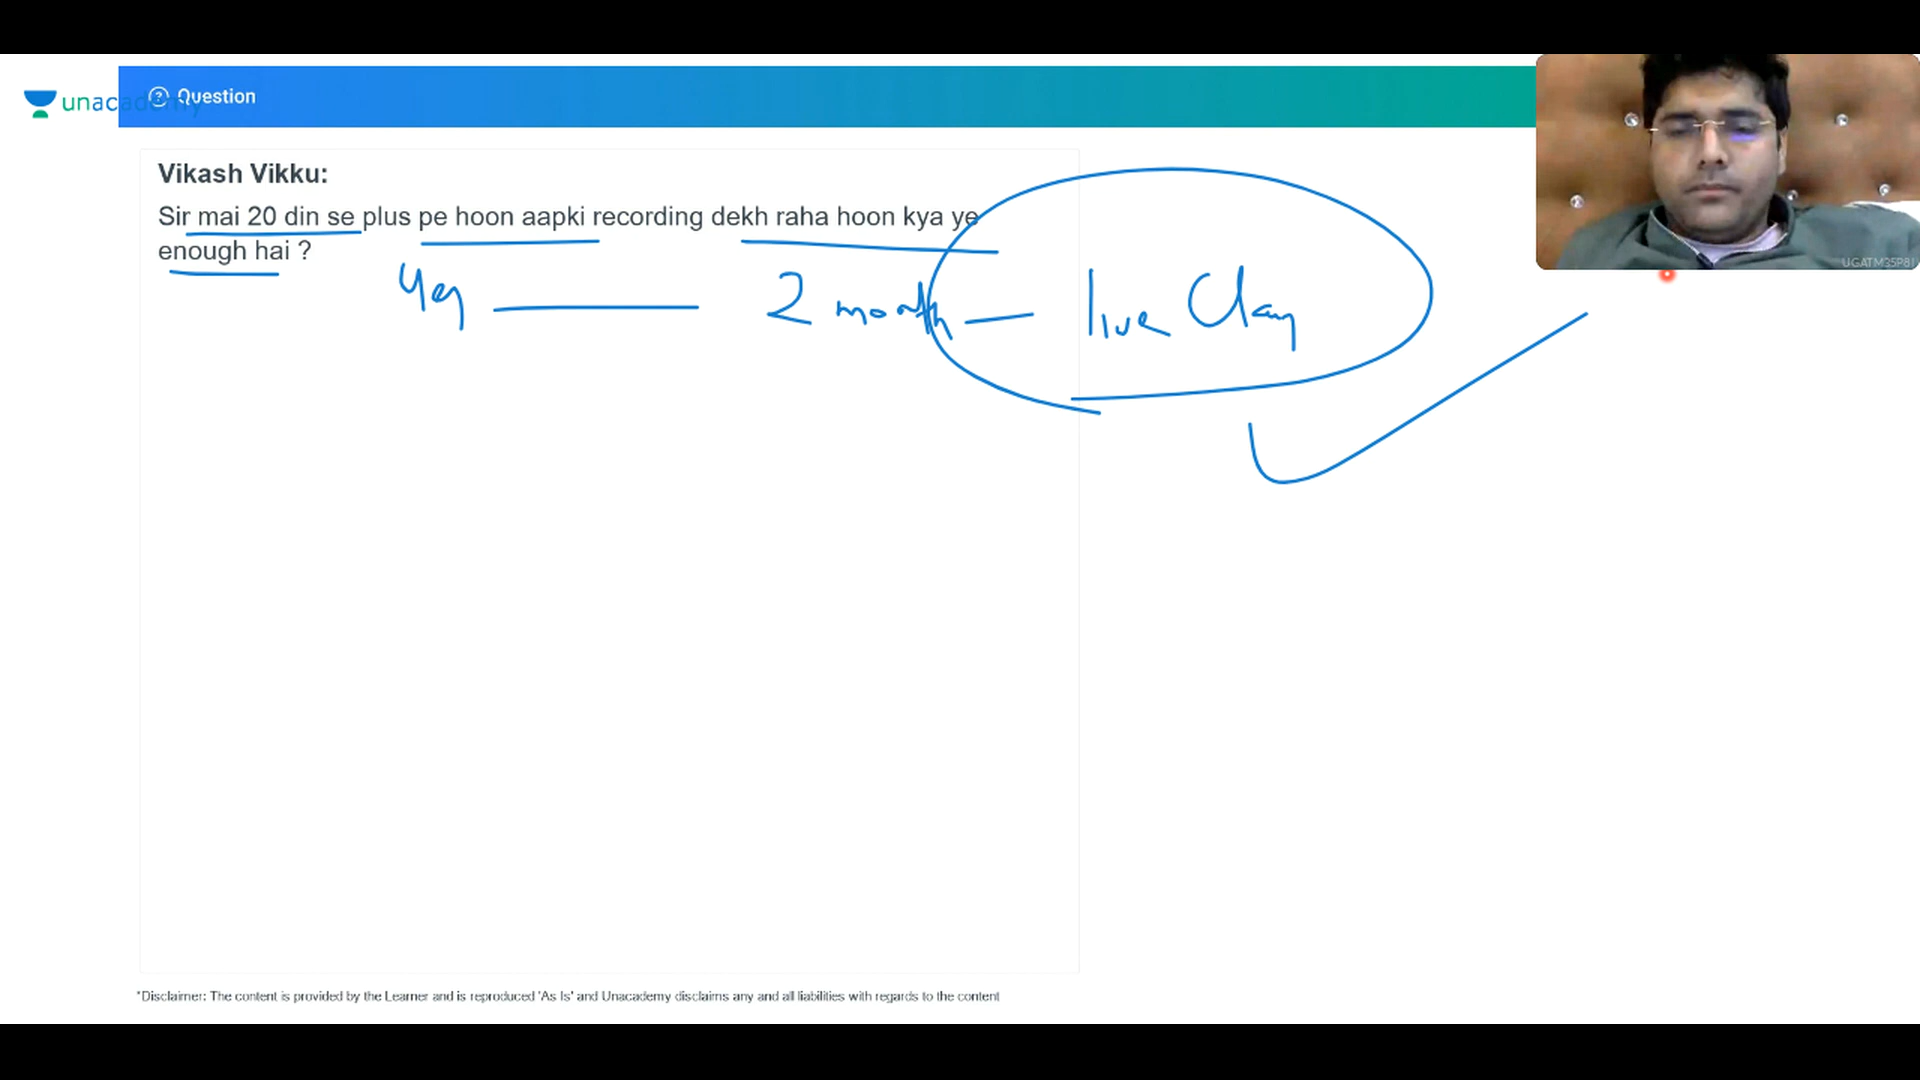 Question
unacademy
Vikash Vikku:
Sir mai 20 din se plus pe hoon aapki recording dekh raha hoon kya ye
enough hai ?
Yes — 2 month — live Class
UGATM35P8I
*Disclaimer: The content is provided by the Learner and is reproduced 'As Is' and Unacademy disclaims any and all liabilities with regards to the content